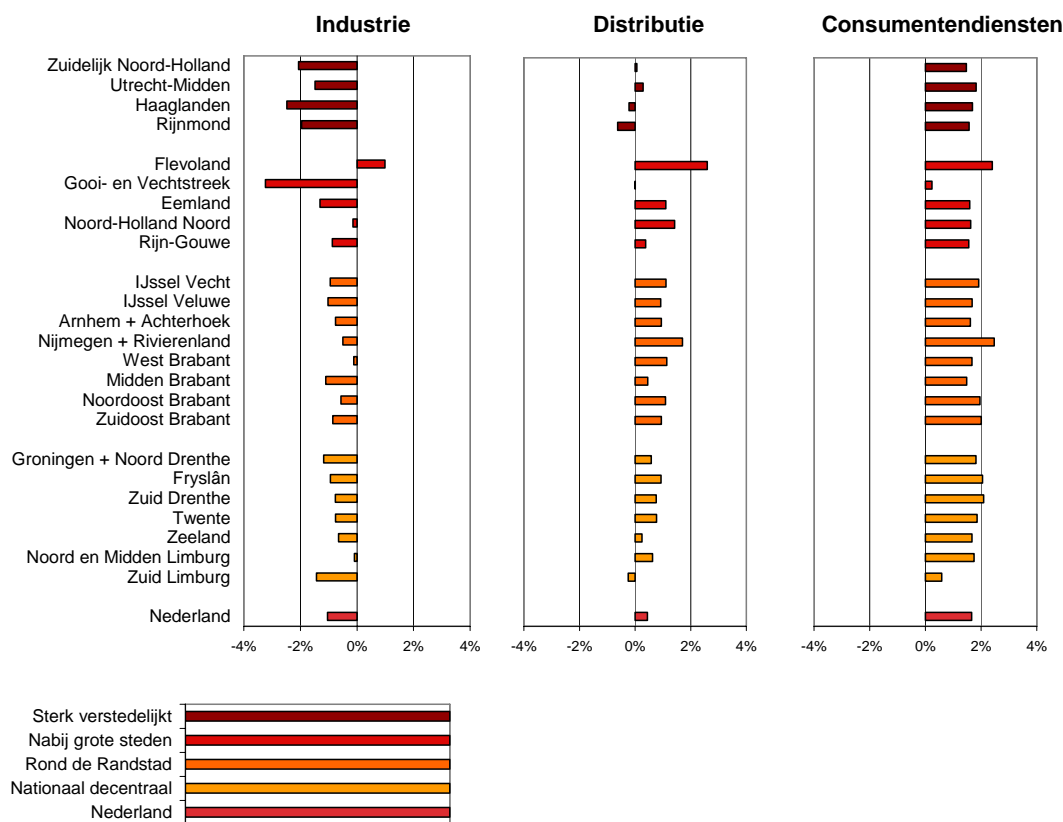 Industrie Distributie Consumentendiensten
Zuidelijk Noord-Holland
Utrecht-Midden
Haaglanden
Rijnmond
Flevoland
Gooi- en Vechtstreek
Eemland
Noord-Holland Noord
Rijn-Gouwe
IJssel Vecht
IJssel Veluwe
Arnhem + Achterhoek
Nijmegen + Rivierenland
West Brabant
Midden Brabant
Noordoost Brabant
Zuidoost Brabant
Groningen + Noord Drenthe
Fryslân
Zuid Drenthe
Twente
Zeeland
Noord en Midden Limburg
Zuid Limburg
Nederland
-4% -2% 0% 2% 4% -4% -2% 0% 2% 4% -4% -2% 0% 2% 4%
Sterk verstedelijkt
Nabij grote steden
Rond de Randstad
Nationaal decentraal
Nederland